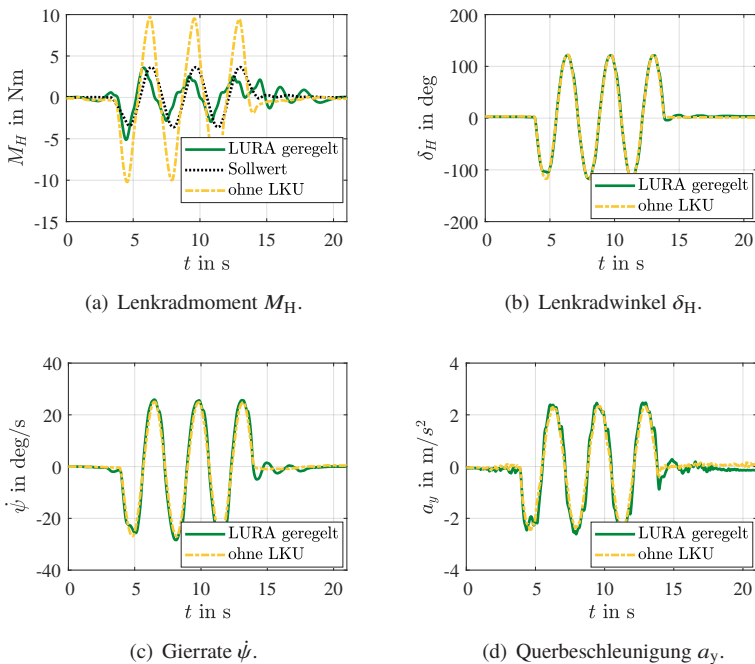 10
5
0
-5
-10
-15
M_H in Nm
LURA geregelt
Sollwert
ohne LKU
0 5 10 15 20
t in s
(a) Lenkradmoment M_H.
200
100
0
-100
-200
δ_H in deg
LURA geregelt
ohne LKU
0 5 10 15 20
t in s
(b) Lenkradwinkel δ_H.
40
20
0
-20
-40
ψ̇ in deg/s
LURA geregelt
ohne LKU
0 5 10 15 20
t in s
(c) Gierrate ψ̇.
4
2
0
-2
-4
a_y in m/s²
LURA geregelt
ohne LKU
0 5 10 15 20
t in s
(d) Querbeschleunigung a_y.